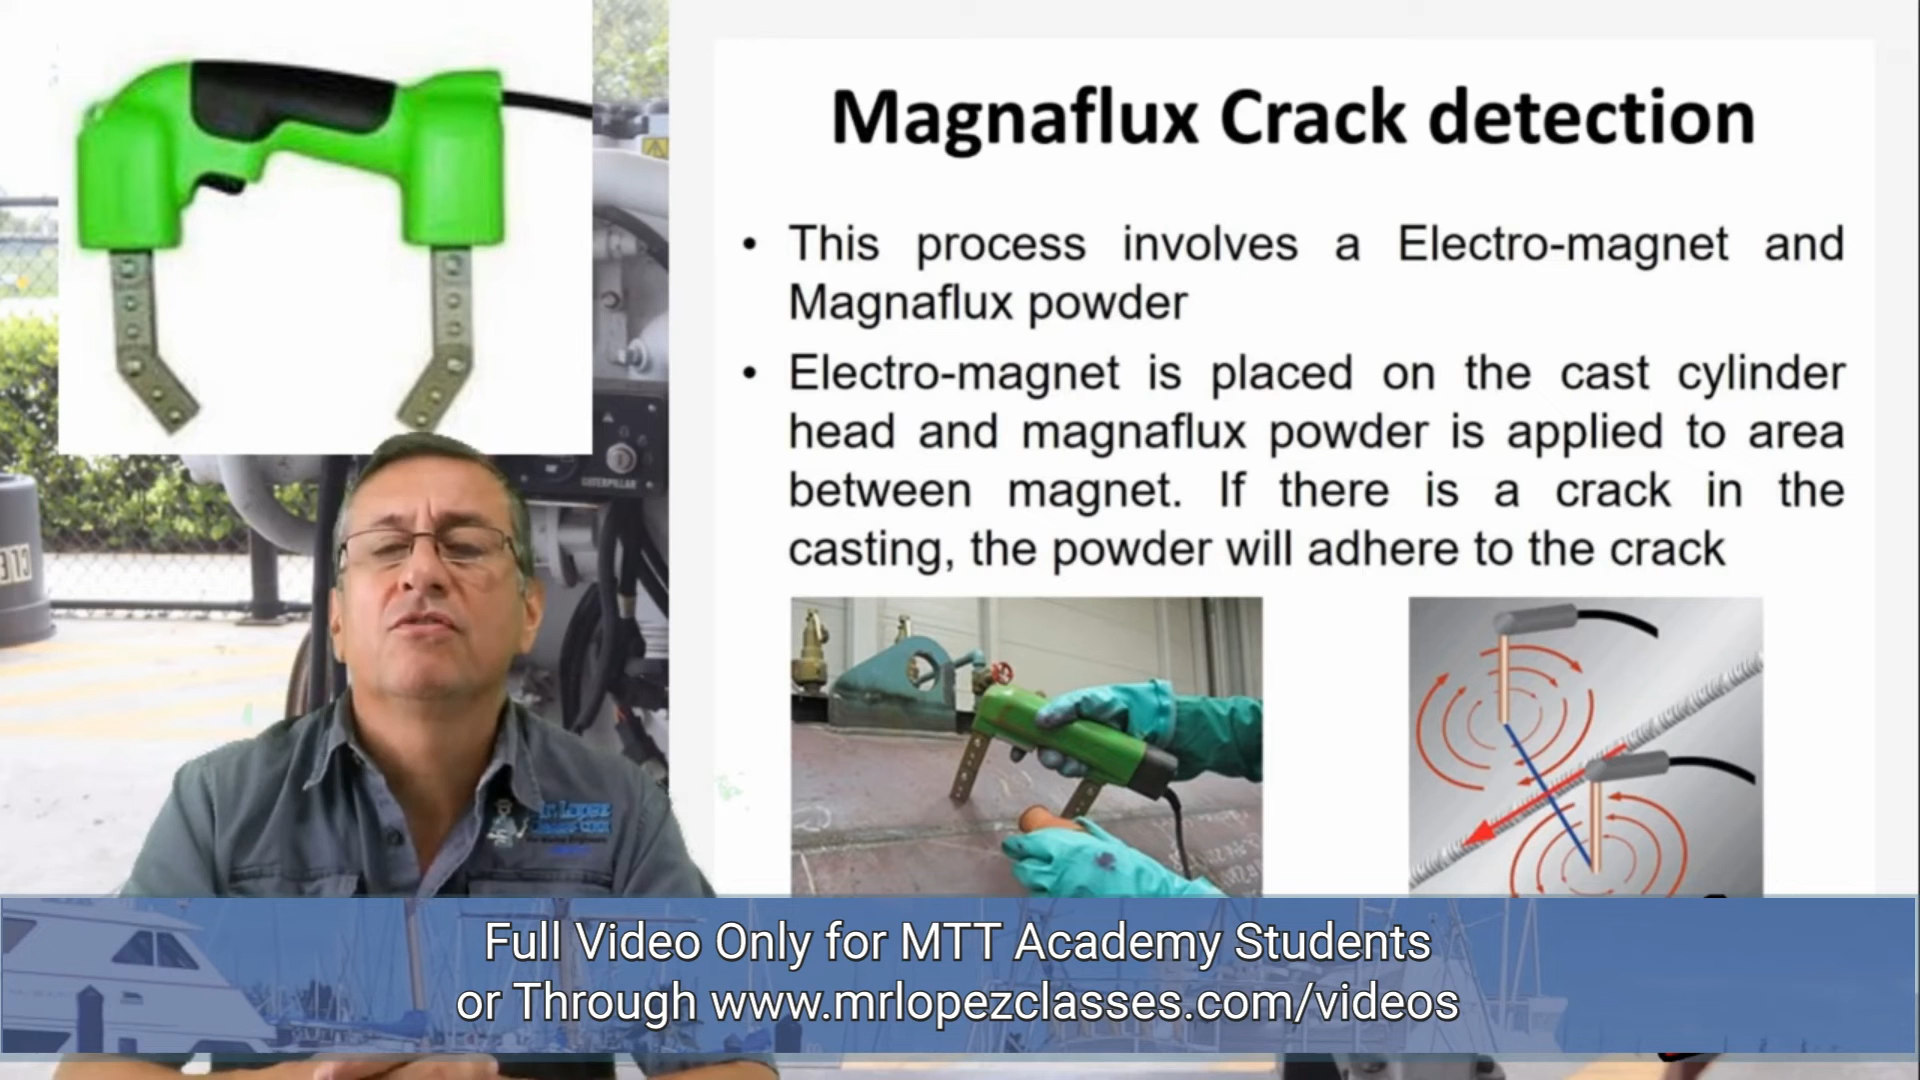 Magnaflux Crack detection
• This process involves a Electro-magnet and
Magnaflux powder
• Electro-magnet is placed on the cast cylinder
head and magnaflux powder is applied to area
between magnet. If there is a crack in the
casting, the powder will adhere to the crack
CATERPILLAR
Full Video Only for MTT Academy Students
or Through www.mrlopezclasses.com/videos